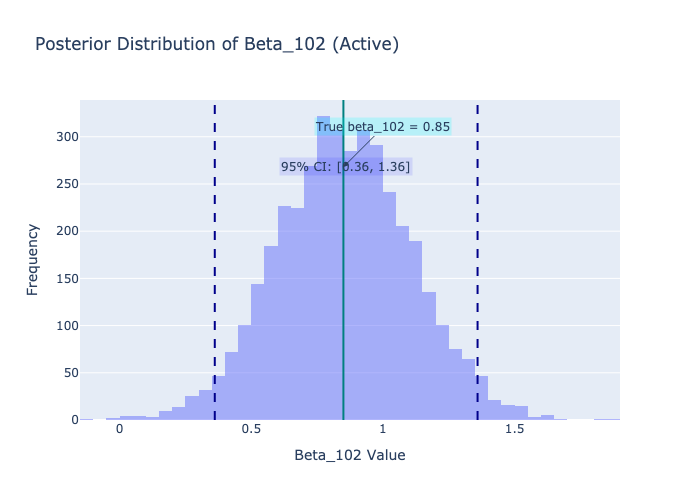 Posterior Distribution of Beta_102 (Active)
True beta_102 = 0.85
95% CI: [0.36, 1.36]
Frequency
300
250
200
150
100
50
0
0
0.5
1
1.5
Beta_102 Value